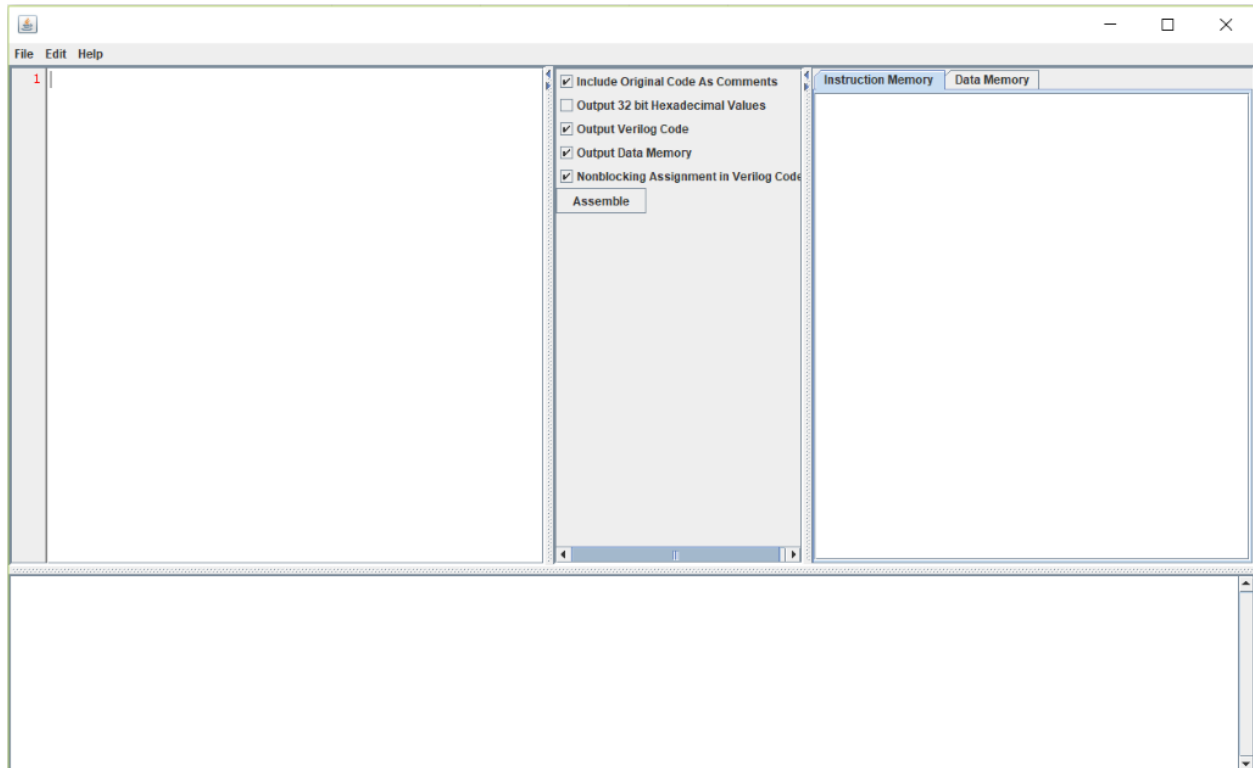 File Edit Help
1
Include Original Code As Comments
Output 32 bit Hexadecimal Values
Output Verilog Code
Output Data Memory
Nonblocking Assignment in Verilog Code
Assemble
Instruction Memory Data Memory